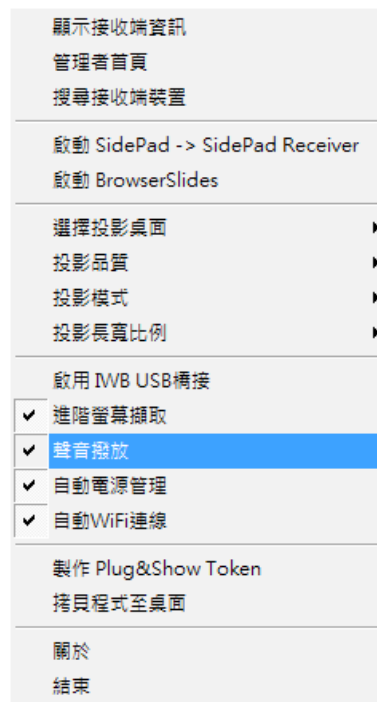 顯示接收端資訊
管理者首頁
搜尋接收端裝置
啟動 SidePad -> SidePad Receiver
啟動 BrowserSlides
選擇投影桌面
投影品質
投影模式
投影長寬比例
啟用 IWB USB橋接
進階螢幕擷取
聲音撥放
自動電源管理
自動WiFi連線
製作 Plug&Show Token
拷貝程式至桌面
關於
結束